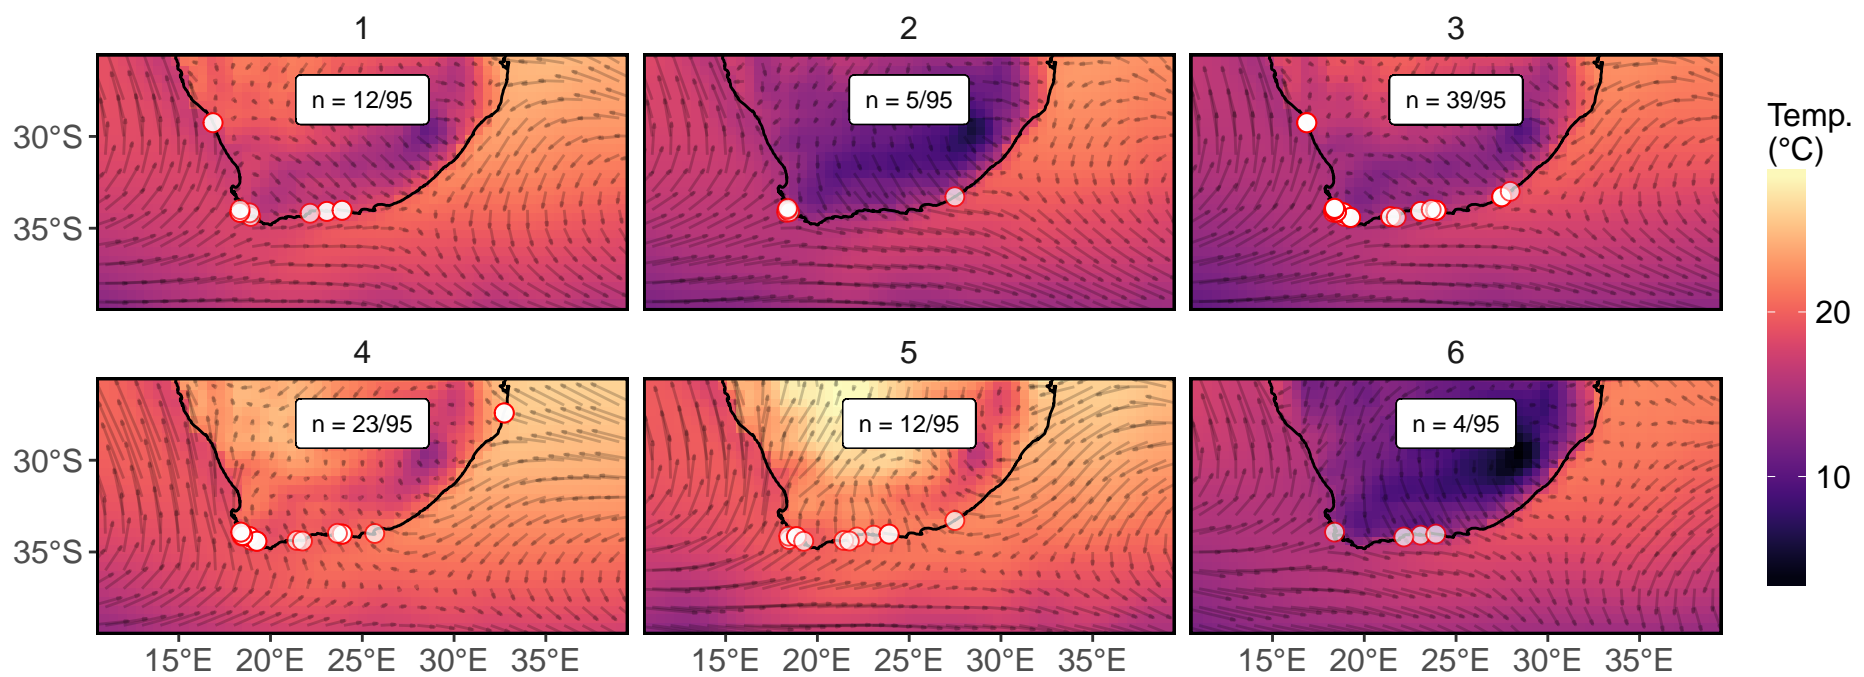 1
2
3
n = 12/95
n = 5/95
n = 39/95
30°S
35°S
Temp.
(°C)
20
10
4
5
6
n = 23/95
n = 12/95
n = 4/95
30°S
35°S
15°E 20°E 25°E 30°E 35°E
15°E 20°E 25°E 30°E 35°E
15°E 20°E 25°E 30°E 35°E